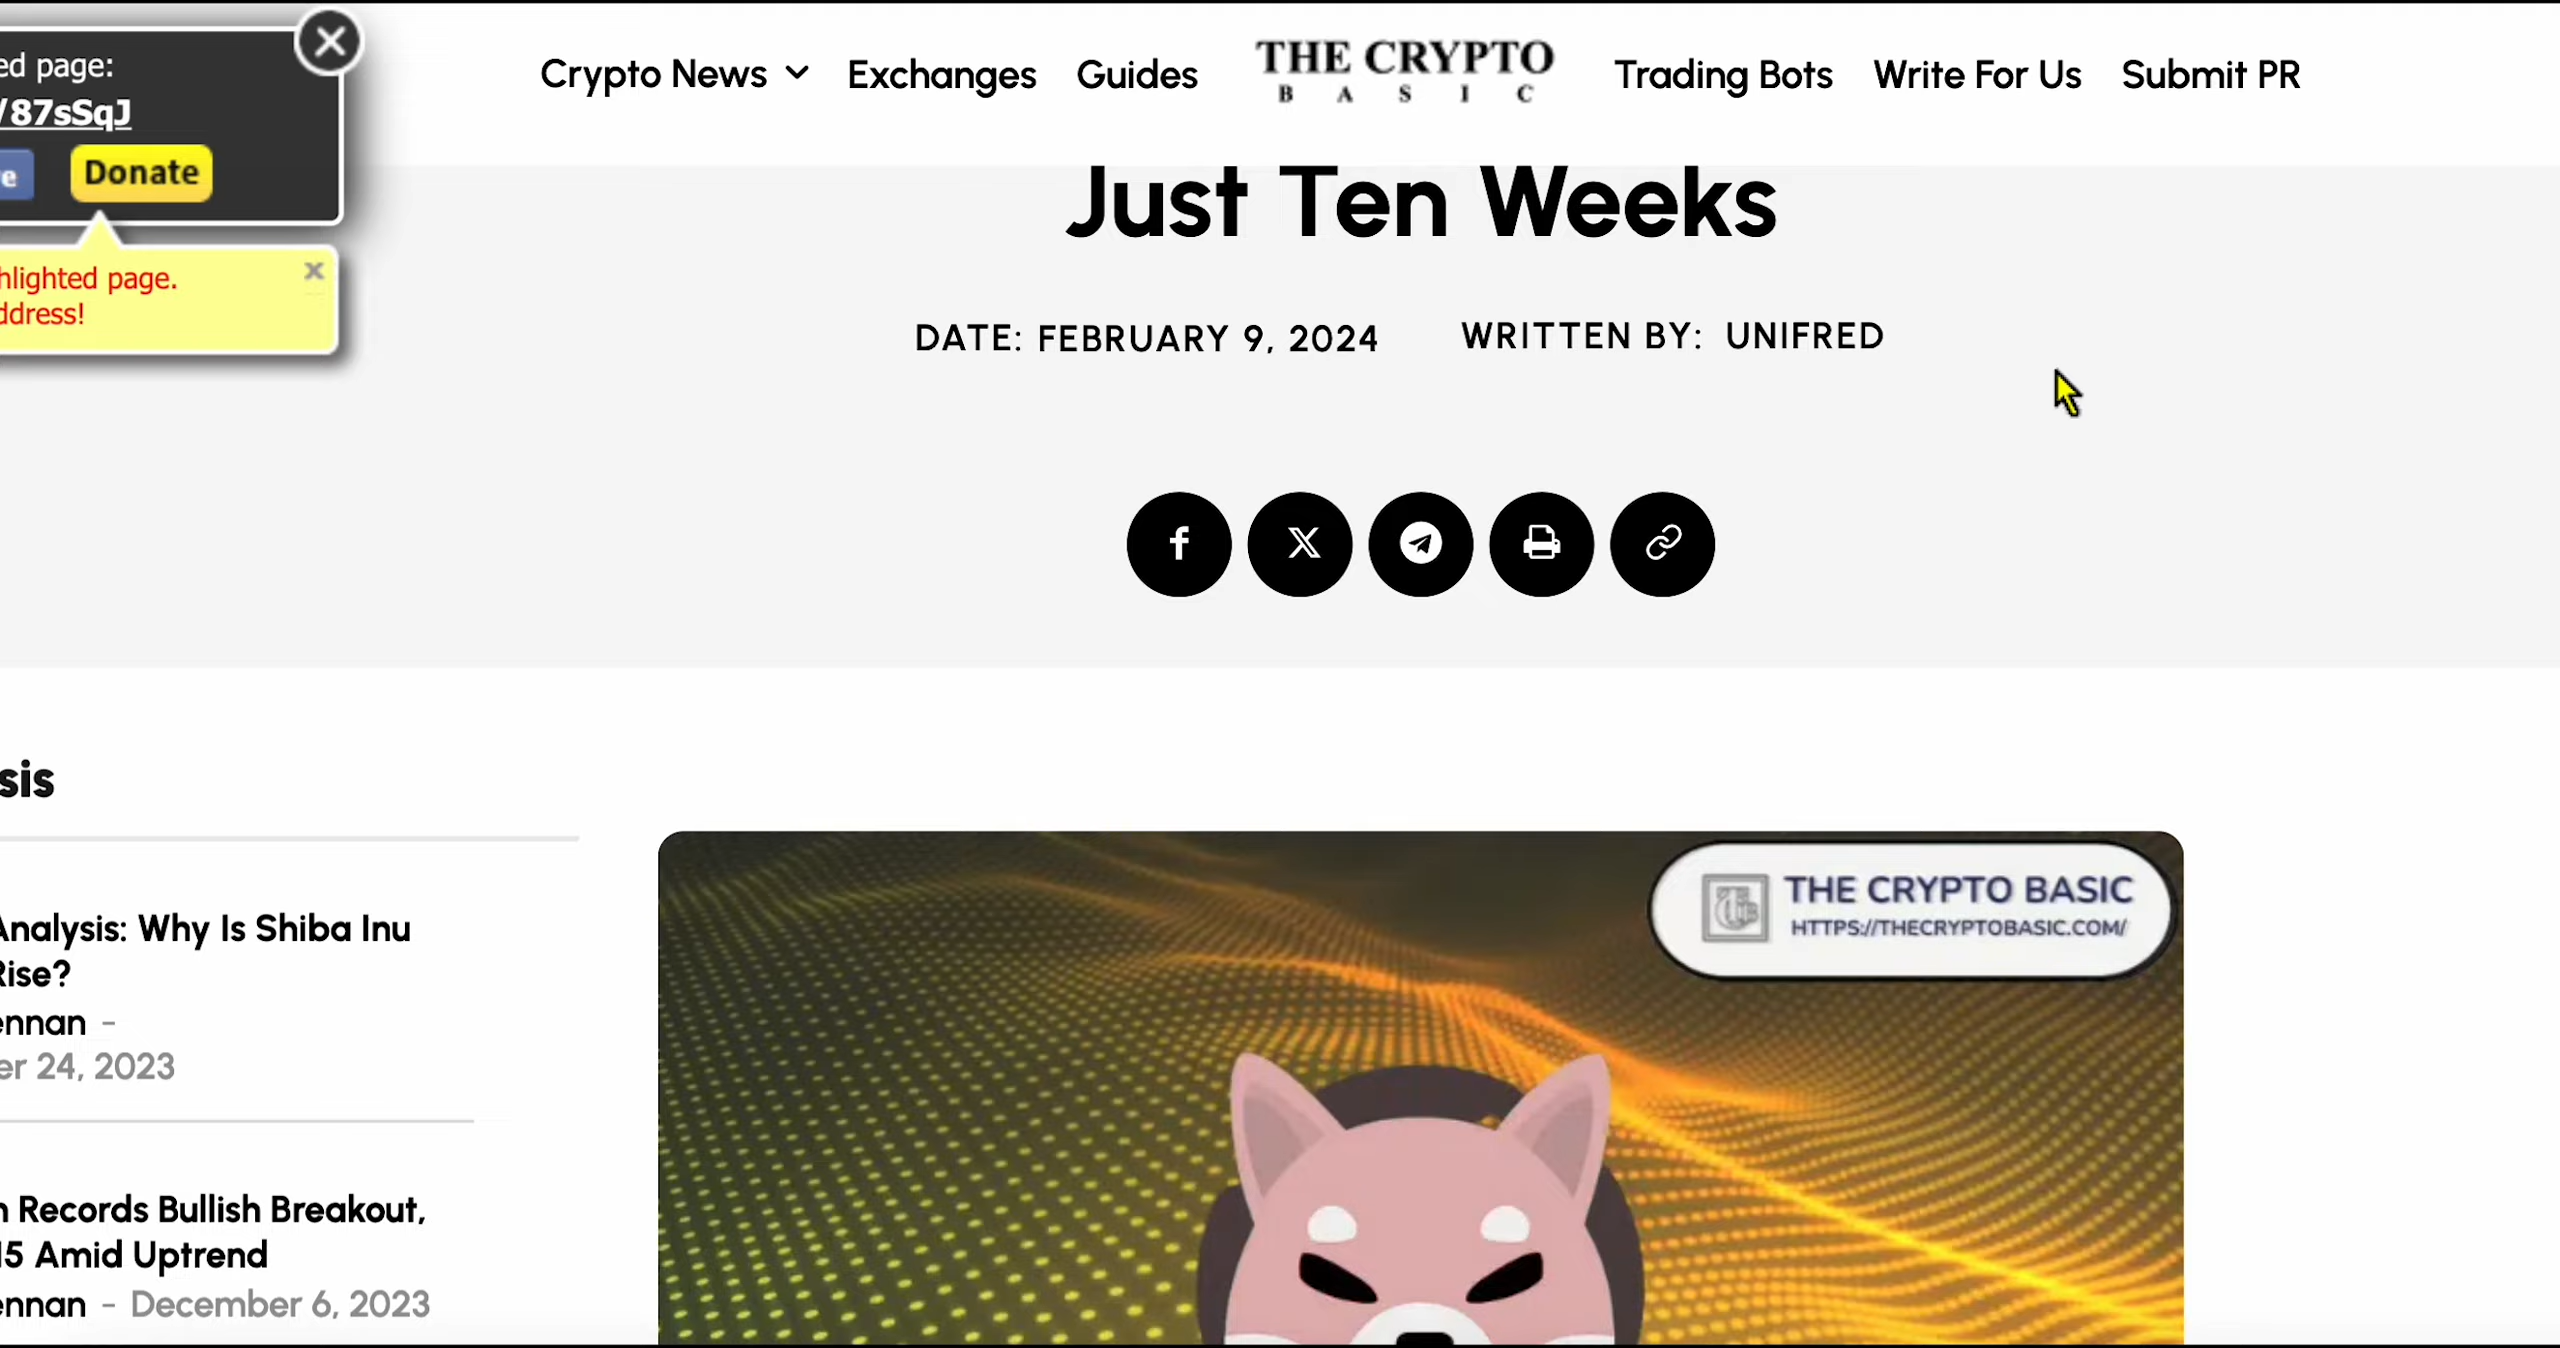 ed page:
/87sSqJ
e
Donate
hlighted page.
ddress!
Crypto News
Exchanges
Guides
THE CRYPTO
BASIC
Trading Bots
Write For Us
Submit PR
Just Ten Weeks
DATE: FEBRUARY 9, 2024
WRITTEN BY: UNIFRED
sis
Analysis: Why Is Shiba Inu
Rise?
ennan -
er 24, 2023
n Records Bullish Breakout,
15 Amid Uptrend
ennan - December 6, 2023
THE CRYPTO BASIC
HTTPS://THECRYPTOBASIC.COM/